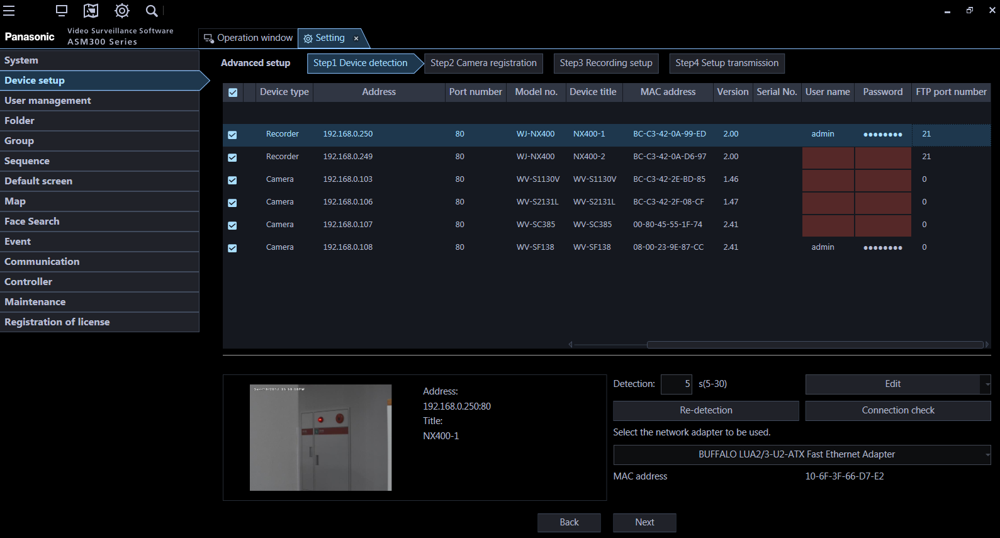 Panasonic
Video Surveillance Software
ASM300 Series
Operation window
Setting
System
Device setup
User management
Folder
Group
Sequence
Default screen
Map
Face Search
Event
Communication
Controller
Maintenance
Registration of license
Advanced setup
Step1 Device detection
Step2 Camera registration
Step3 Recording setup
Step4 Setup transmission
Device type Address Port number Model no. Device title MAC address Version Serial No. User name Password FTP port number
Recorder 192.168.0.250 80 WJ-NX400 NX400-1 BC-C3-42-0A-99-ED 2.00 admin ●●●●●●●● 21
Recorder 192.168.0.249 80 WJ-NX400 NX400-2 BC-C3-42-0A-D6-97 2.00 21
Camera 192.168.0.103 80 WV-S1130V WV-S1130V BC-C3-42-2E-BD-85 1.46 0
Camera 192.168.0.106 80 WV-S2131L WV-S2131L BC-C3-42-2F-08-CF 1.47 0
Camera 192.168.0.107 80 WV-SC385 WV-SC385 00-80-45-55-1F-74 2.41 0
Camera 192.168.0.108 80 WV-SF138 WV-SF138 08-00-23-9E-87-CC 2.41 admin ●●●●●●●● 0
Address:
192.168.0.250:80
Title:
NX400-1
Detection: 5 s(5-30)
Edit
Re-detection
Connection check
Select the network adapter to be used.
BUFFALO LUA2/3-U2-ATX Fast Ethernet Adapter
MAC address 10-6F-3F-66-D7-E2
Back
Next